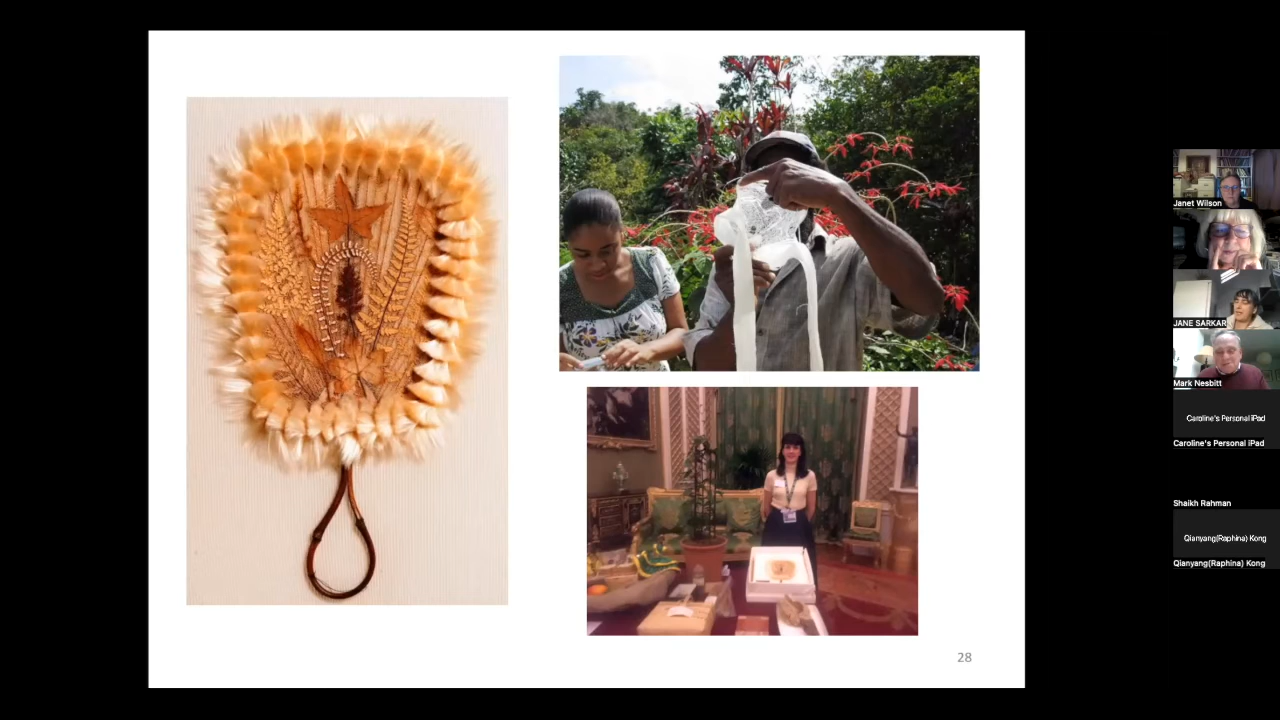 28
Janet Wilson
JANE SARKAR
Mark Nesbitt
Caroline's Personal iPad
Caroline's Personal iPad
Shaikh Rahman
Qianyang(Raphina) Kong
Qianyang(Raphina) Kong